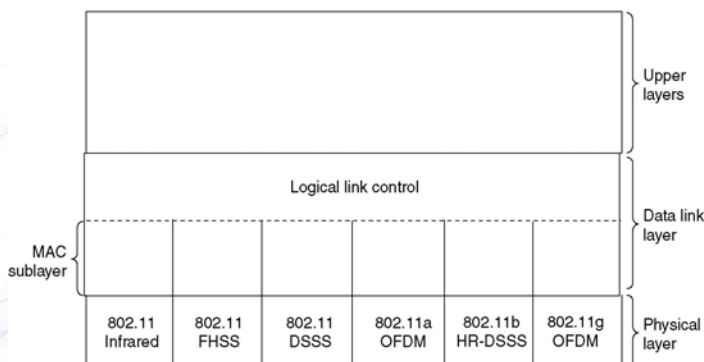 Upper
layers
Logical link control
Data link
layer
MAC
sublayer
802.11
Infrared
802.11
FHSS
802.11
DSSS
802.11a
OFDM
802.11b
HR-DSSS
802.11g
OFDM
Physical
layer